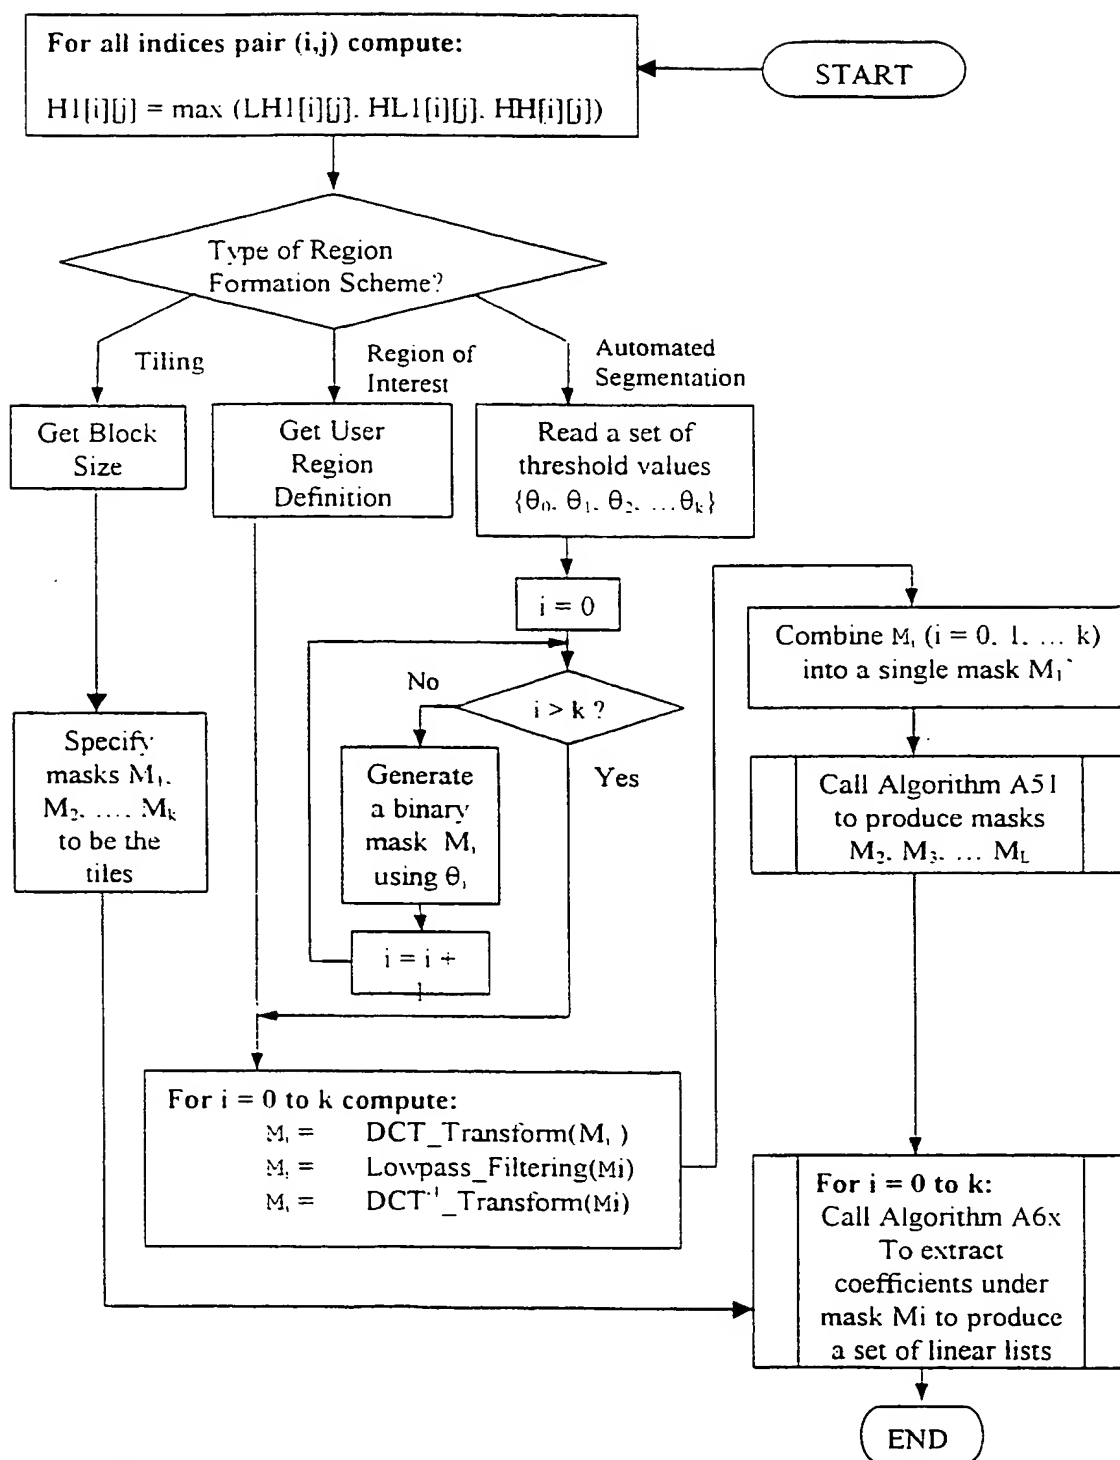 For all indices pair (i,j) compute:
H1[i][j] = max (LH1[i][j]. HL1[i][j]. HH[i][j])
START
Type of Region
Formation Scheme?
Tiling
Region of
Interest
Automated
Segmentation
Get Block
Size
Get User
Region
Definition
Read a set of
threshold values
{θ₀. θ₁. θ₂. …θₖ}
i = 0
No
i > k ?
Yes
Specify
masks M₁.
M₂. …. Mₖ
to be the
tiles
Generate
a binary
mask Mᵢ
using θᵢ
i = i +
1
Combine Mᵢ (i = 0. 1. … k)
into a single mask M₁`
Call Algorithm A51
to produce masks
M₂. M₃. … M_L
For i = 0 to k compute:
Mᵢ = DCT_Transform(Mᵢ )
Mᵢ = Lowpass_Filtering(Mi)
Mᵢ = DCT⁻¹_Transform(Mi)
For i = 0 to k:
Call Algorithm A6x
To extract
coefficients under
mask Mi to produce
a set of linear lists
END